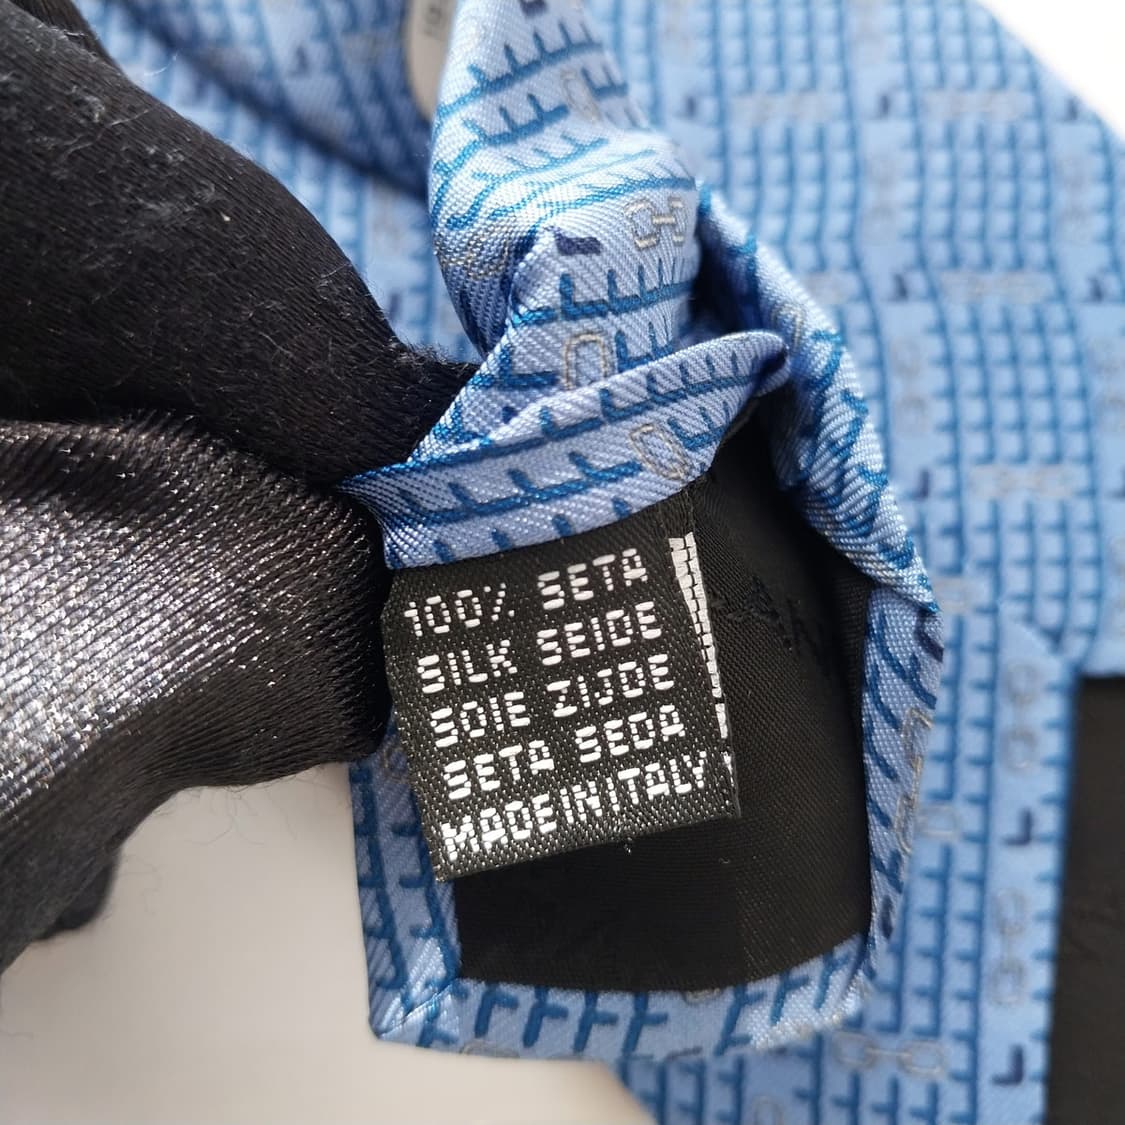 100% SETA
SILK SEIDE
SOIE ZIJDE
SETA SEDA
MADE IN ITALY